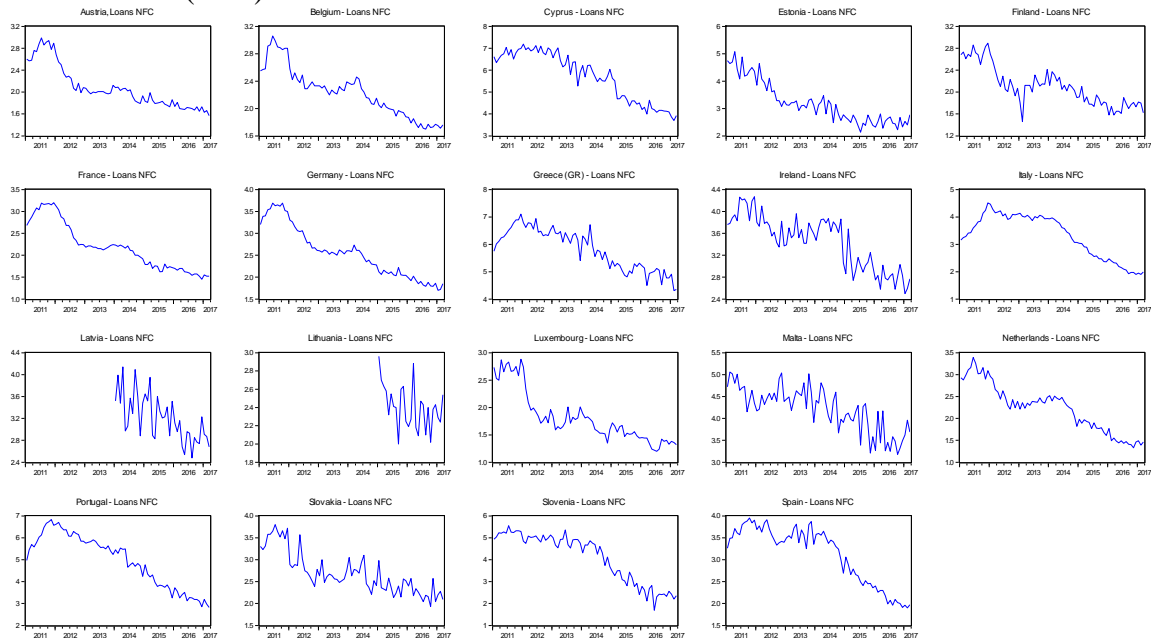 Austria, Loans NFC
3.2
2.8
2.4
2.0
1.6
1.2
2011 2012 2013 2014 2015 2016 2017
Belgium - Loans NFC
3.2
2.8
2.4
2.0
1.6
2011 2012 2013 2014 2015 2016 2017
Cyprus - Loans NFC
8
7
6
5
4
3
2011 2012 2013 2014 2015 2016 2017
Estonia - Loans NFC
6
5
4
3
2
2011 2012 2013 2014 2015 2016 2017
Finland - Loans NFC
3.2
2.8
2.4
2.0
1.6
1.2
2011 2012 2013 2014 2015 2016 2017
France - Loans NFC
3.5
3.0
2.5
2.0
1.5
1.0
2011 2012 2013 2014 2015 2016 2017
Germany - Loans NFC
4.0
3.5
3.0
2.5
2.0
1.5
2011 2012 2013 2014 2015 2016 2017
Greece (GR) - Loans NFC
8
7
6
5
4
2011 2012 2013 2014 2015 2016 2017
Ireland - Loans NFC
4.4
4.0
3.6
3.2
2.8
2.4
2011 2012 2013 2014 2015 2016 2017
Italy - Loans NFC
5
4
3
2
1
2011 2012 2013 2014 2015 2016 2017
Latvia - Loans NFC
4.4
4.0
3.6
3.2
2.8
2.4
2011 2012 2013 2014 2015 2016 2017
Lithuania - Loans NFC
3.0
2.8
2.6
2.4
2.2
2.0
1.8
2011 2012 2013 2014 2015 2016 2017
Luxembourg - Loans NFC
3.0
2.5
2.0
1.5
1.0
2011 2012 2013 2014 2015 2016 2017
Malta - Loans NFC
5.5
5.0
4.5
4.0
3.5
3.0
2011 2012 2013 2014 2015 2016 2017
Netherlands - Loans NFC
3.5
3.0
2.5
2.0
1.5
1.0
2011 2012 2013 2014 2015 2016 2017
Portugal - Loans NFC
7
6
5
4
3
2
2011 2012 2013 2014 2015 2016 2017
Slovakia - Loans NFC
4.0
3.5
3.0
2.5
2.0
1.5
2011 2012 2013 2014 2015 2016 2017
Slovenia - Loans NFC
6
5
4
3
2
1
2011 2012 2013 2014 2015 2016 2017
Spain - Loans NFC
4.0
3.5
3.0
2.5
2.0
1.5
2011 2012 2013 2014 2015 2016 2017